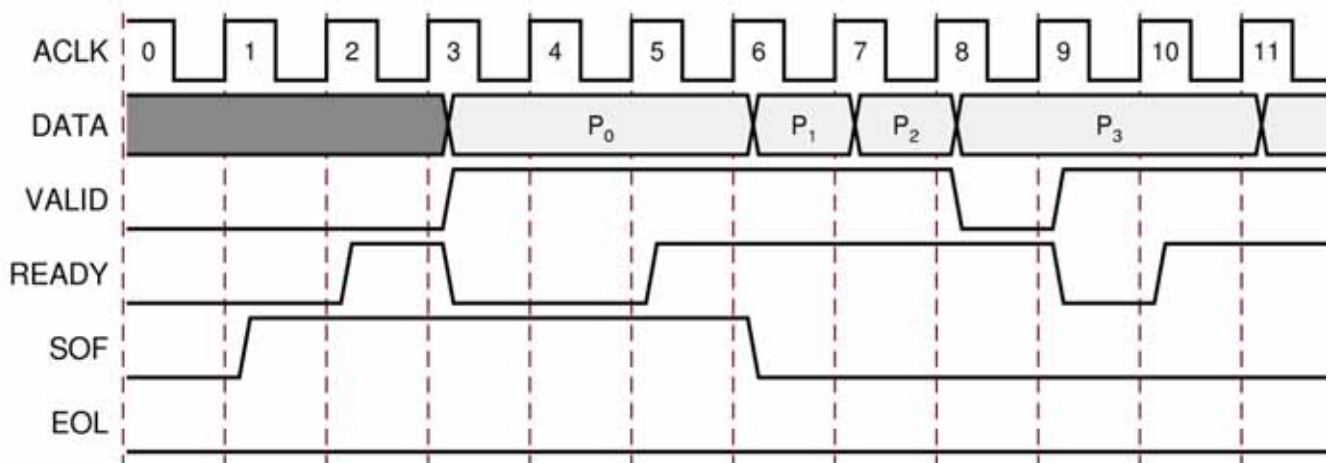 ACLK 0 1 2 3 4 5 6 7 8 9 10 11
DATA P₀ P₁ P₂ P₃
VALID
READY
SOF
EOL